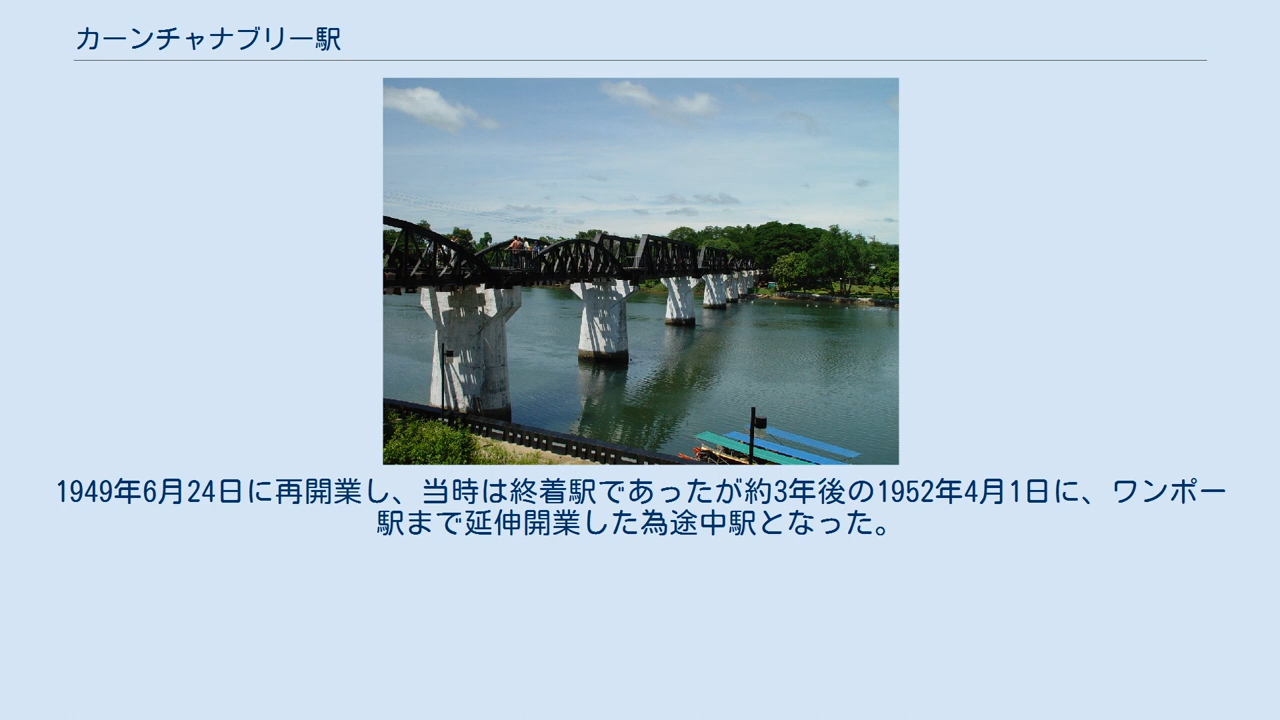 カーンチャナブリー駅
1949年6月24日に再開業し、当時は終着駅であったが約3年後の1952年4月1日に、ワンポー
駅まで延伸開業した為途中駅となった。